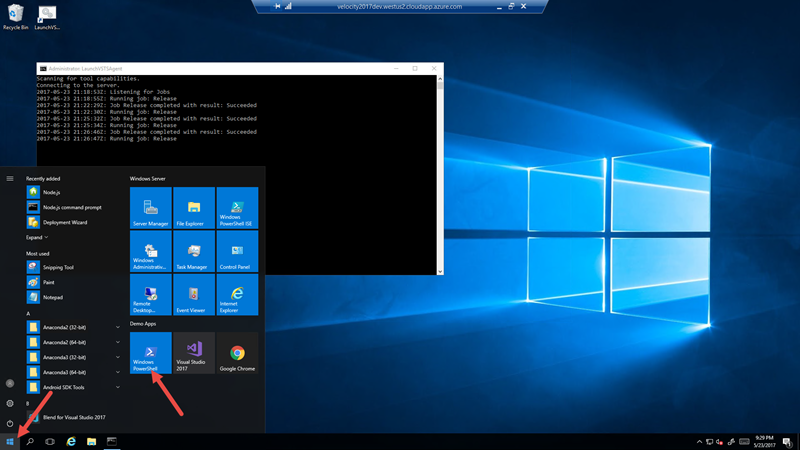 velocity2017dev.westus2.cloudapp.azure.com
Recycle Bin
LaunchVS...
Administrator: LaunchVSTSAgent
Scanning for tool capabilities.
Connecting to the server.
2017-05-23 21:18:53Z: Listening for Jobs
2017-05-23 21:18:55Z: Running job: Release
2017-05-23 21:22:29Z: Job Release completed with result: Succeeded
2017-05-23 21:22:30Z: Running job: Release
2017-05-23 21:25:32Z: Job Release completed with result: Succeeded
2017-05-23 21:25:34Z: Running job: Release
2017-05-23 21:26:46Z: Job Release completed with result: Succeeded
2017-05-23 21:26:47Z: Running job: Release
Recently added
Node.js
Node.js command prompt
Deployment Wizard
Expand
Most used
Snipping Tool
Paint
Notepad
A
Anaconda2 (32-bit)
Anaconda2 (64-bit)
Anaconda3 (32-bit)
Anaconda3 (64-bit)
Android SDK Tools
B
Blend for Visual Studio 2017
Windows Server
Server Manager
File Explorer
Windows
PowerShell ISE
Windows
Administrativ...
Task Manager
Control Panel
Remote
Desktop...
Event Viewer
Internet
Explorer
Demo Apps
Windows
PowerShell
Visual Studio
2017
Google Chrome
9:29 PM
5/23/2017